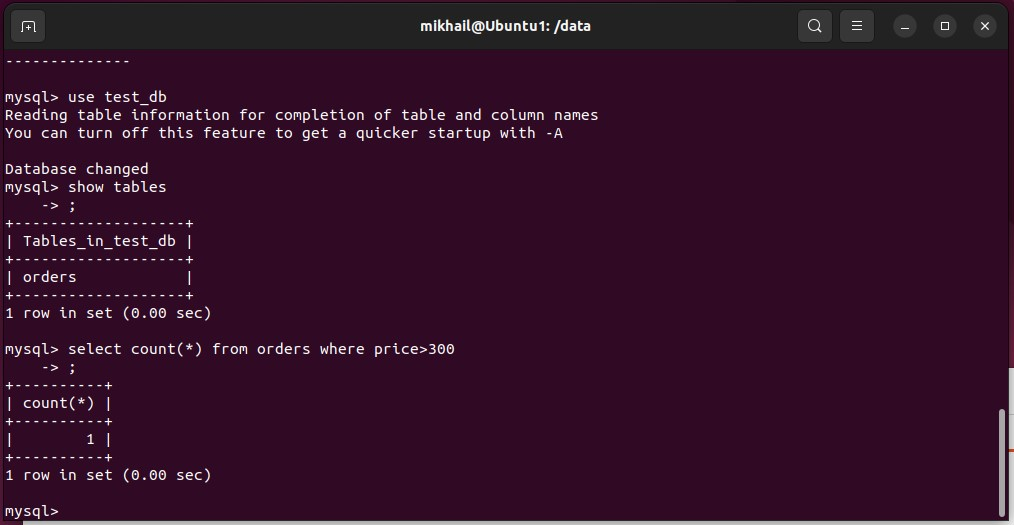 mikhail@Ubuntu1: /data
--------------
mysql> use test_db
Reading table information for completion of table and column names
You can turn off this feature to get a quicker startup with -A
Database changed
mysql> show tables
    -> ;
+-------------------+
| Tables_in_test_db |
+-------------------+
| orders            |
+-------------------+
1 row in set (0.00 sec)
mysql> select count(*) from orders where price>300
    -> ;
+----------+
| count(*) |
+----------+
|        1 |
+----------+
1 row in set (0.00 sec)
mysql>